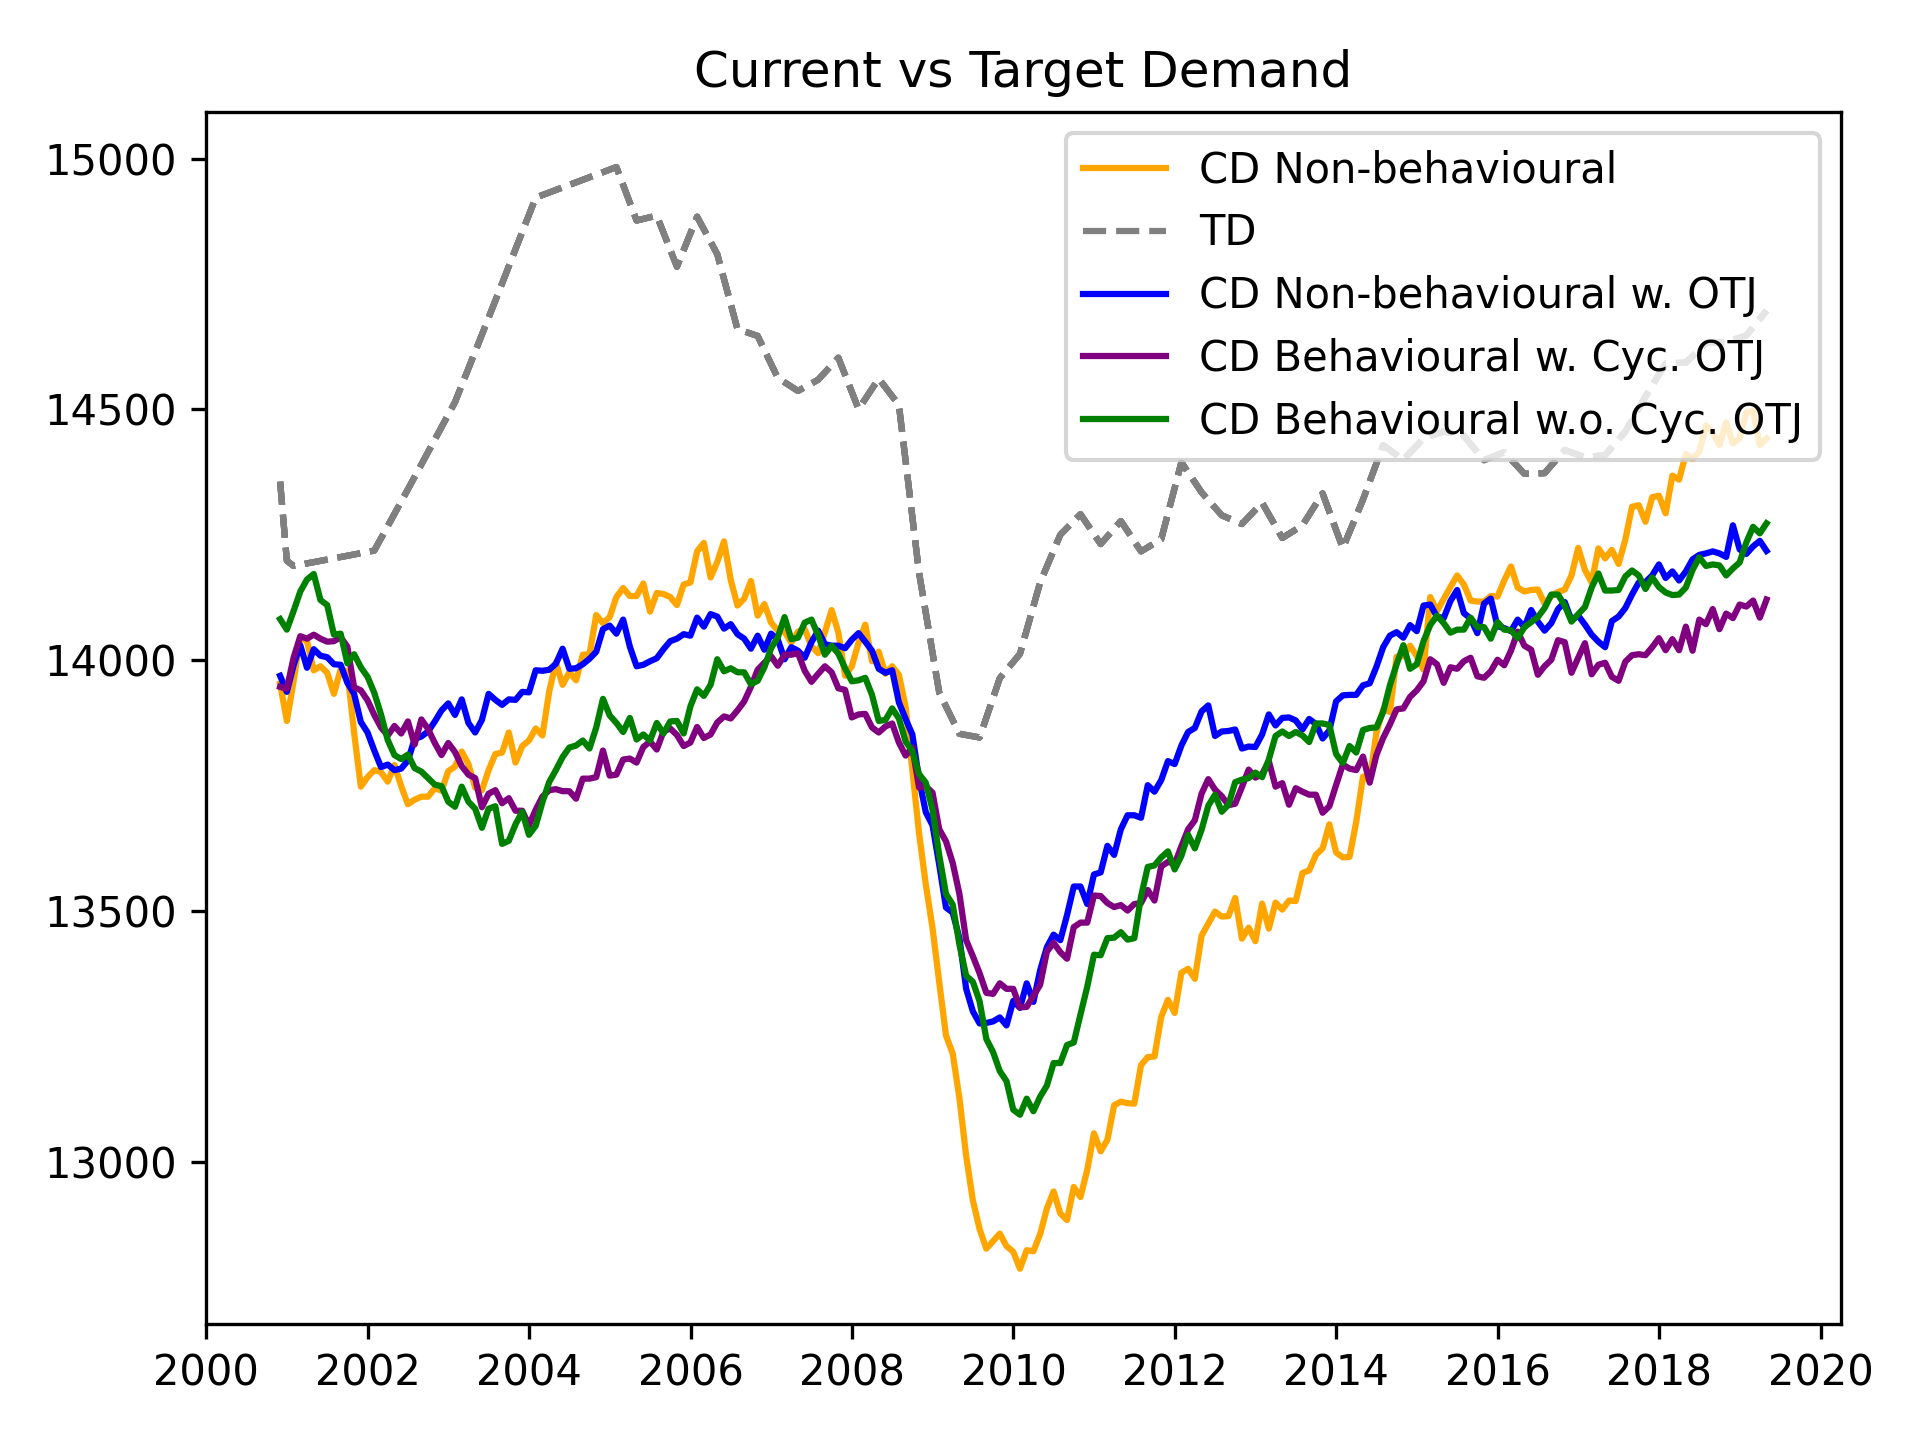 Current vs Target Demand
15000
14500
14000
13500
13000
CD Non-behavioural
TD
CD Non-behavioural w. OTJ
CD Behavioural w. Cyc. OTJ
CD Behavioural w.o. Cyc. OTJ
2000 2002 2004 2006 2008 2010 2012 2014 2016 2018 2020